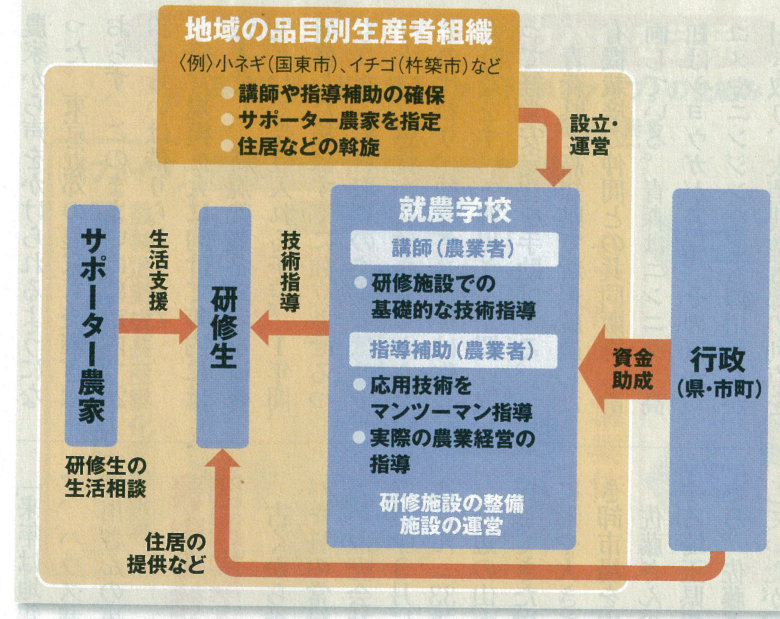 地域の品目別生産者組織
〈例〉小ネギ(国東市)、イチゴ(杵築市)など
●講師や指導補助の確保
●サポーター農家を指定
●住居などの斡旋
設立・
運営
サポーター農家
生活支援
研修生
技術指導
就農学校
講師(農業者)
●研修施設での
基礎的な技術指導
指導補助(農業者)
●応用技術を
マンツーマン指導
●実際の農業経営の
指導
研修施設の整備
施設の運営
資金
助成
行政
(県・市町)
研修生の
生活相談
住居の
提供など